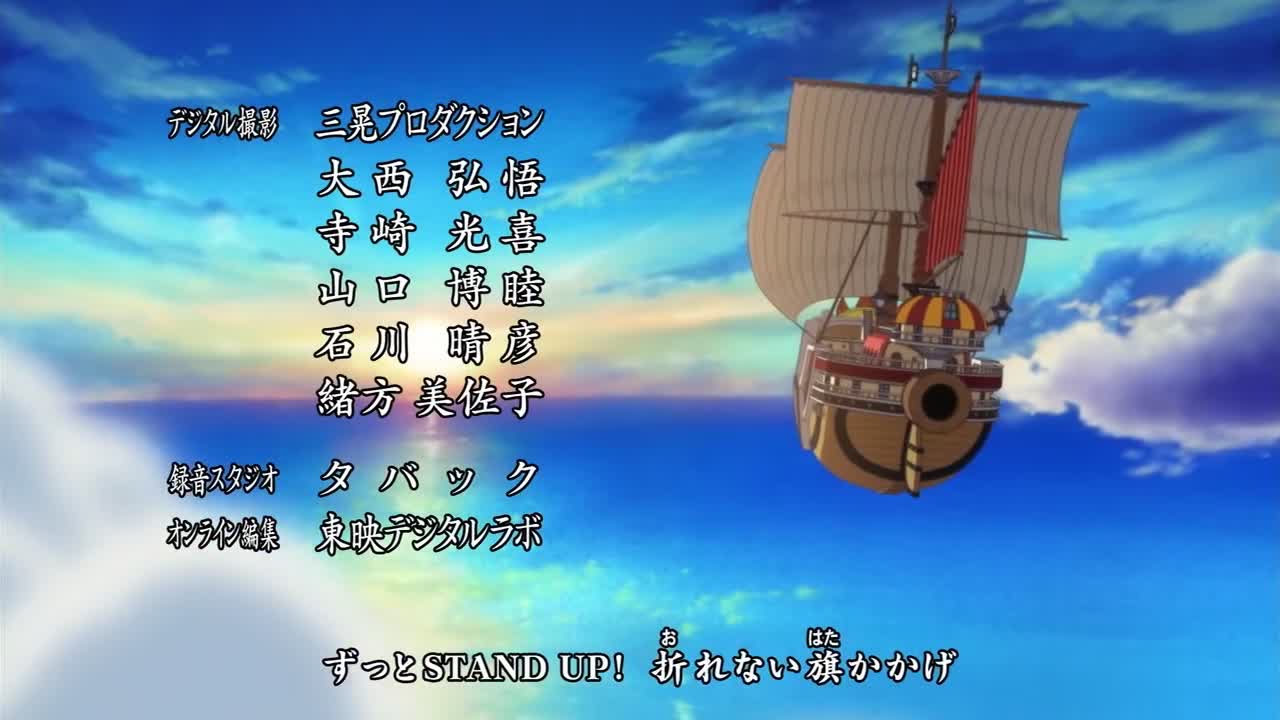 デジタル撮影 三晃プロダクション
大西 弘悟
寺崎 光喜
山口 博睦
石川 晴彦
緒方 美佐子
録音スタジオ タバック
オンライン編集 東映デジタルラボ
ずっとSTAND UP! 折れない旗かかげ
お はた